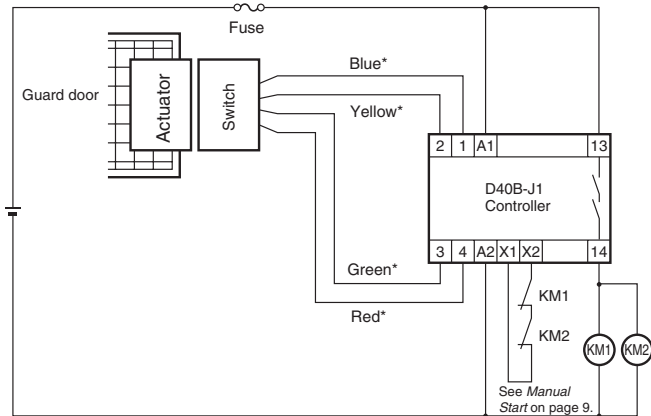 Fuse
Blue*
Guard door
Actuator
Switch
Yellow*
2 1 A1 13
D40B-J1
Controller
3 4 A2 X1 X2 14
Green*
Red*
KM1
KM2
KM1 KM2
See Manual
Start on page 9.